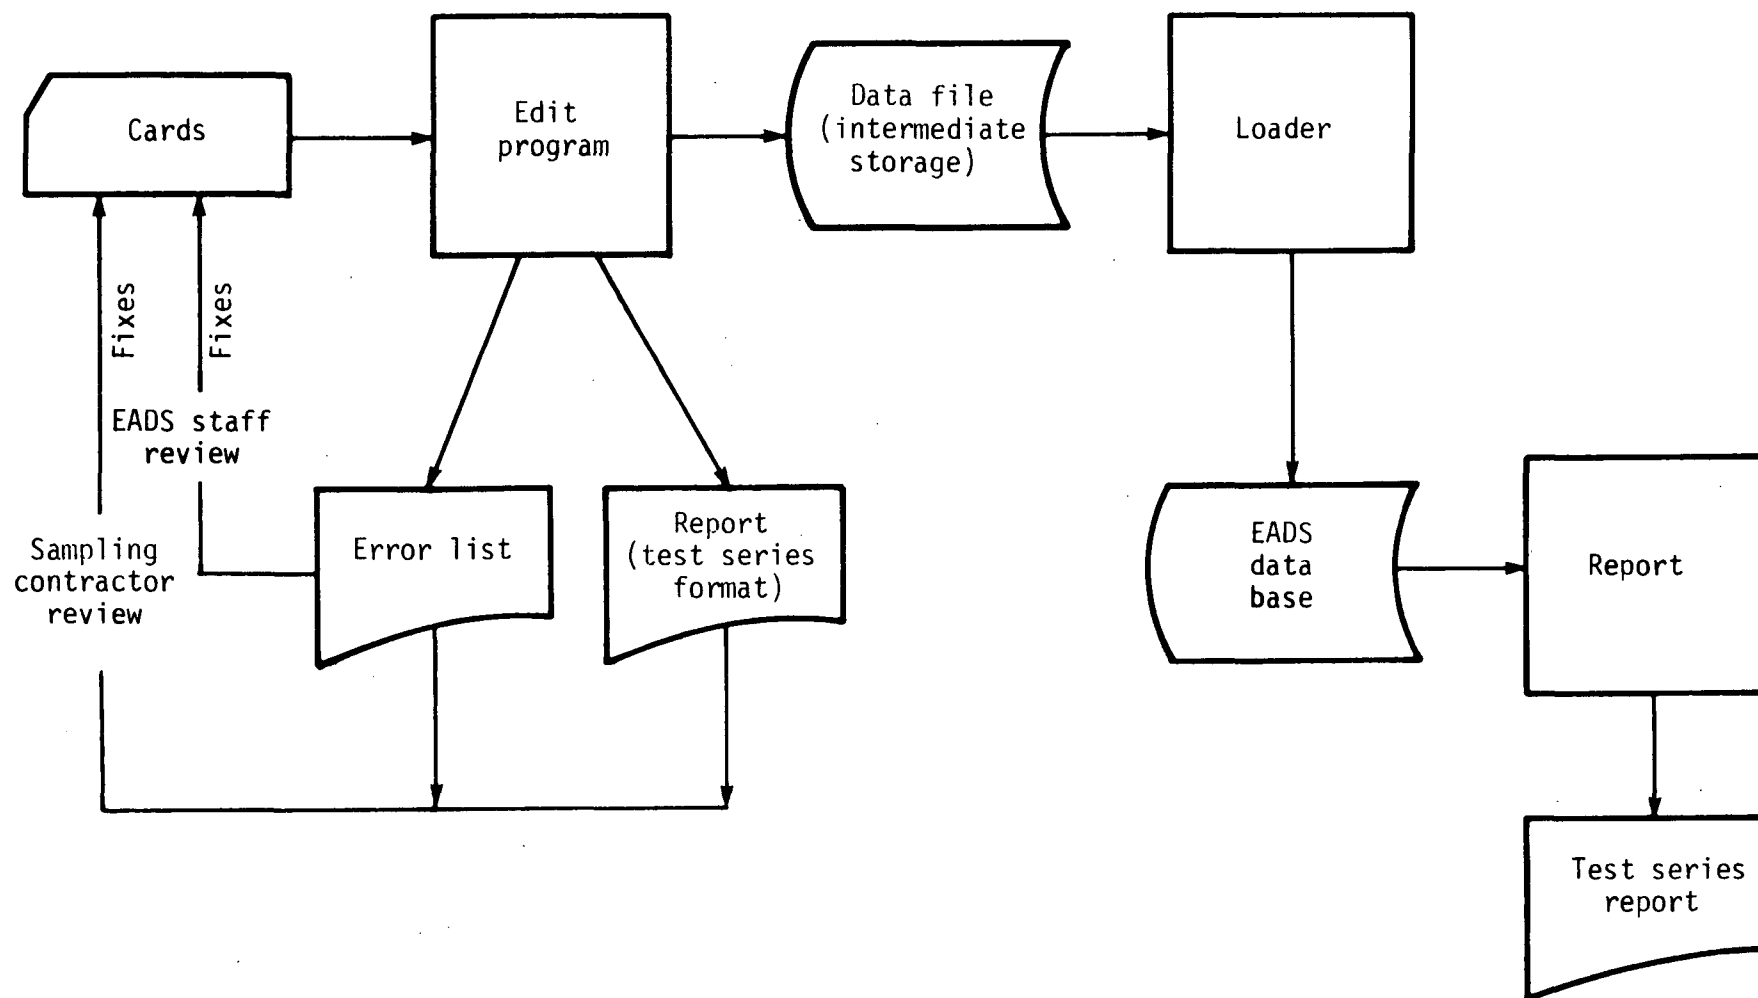 Cards
Edit
program
Data file
(intermediate
storage)
Loader
Fixes
Fixes
EADS staff
review
Sampling
contractor
review
Error list
Report
(test series
format)
EADS
data
base
Report
Test series
report